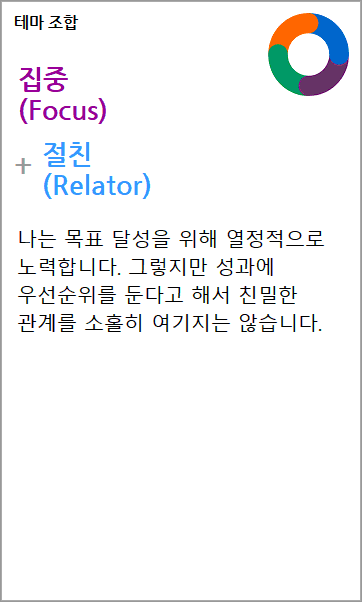 테마 조합
집중
(Focus)
+ 절친
(Relator)
나는 목표 달성을 위해 열정적으로
노력합니다. 그렇지만 성과에
우선순위를 둔다고 해서 친밀한
관계를 소홀히 여기지는 않습니다.